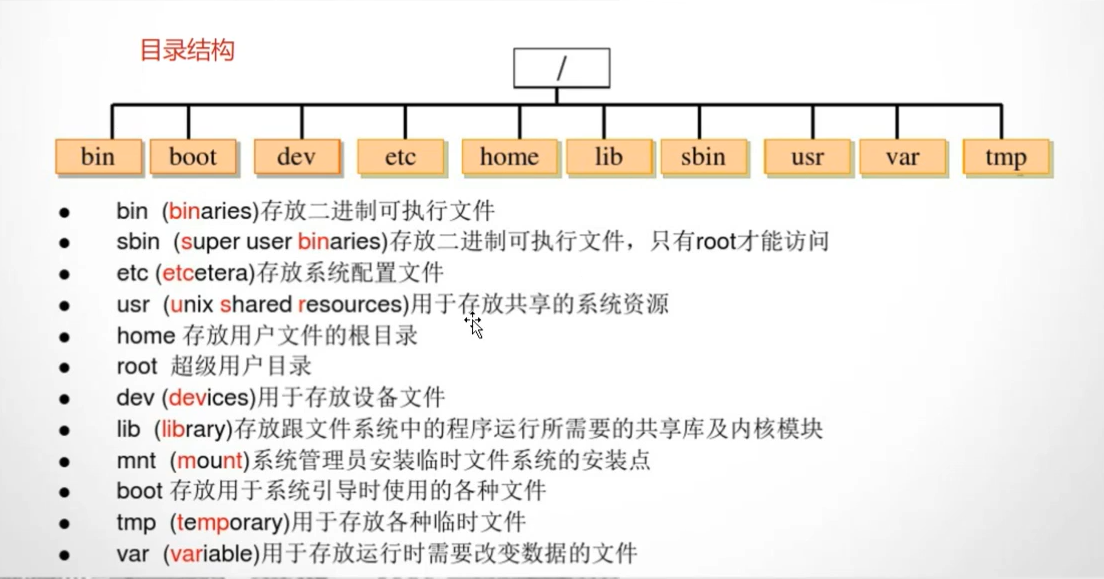 目录结构
/
bin boot dev etc home lib sbin usr var tmp
● bin (binaries)存放二进制可执行文件
● sbin (super user binaries)存放二进制可执行文件，只有root才能访问
● etc (etcetera)存放系统配置文件
● usr (unix shared resources)用于存放共享的系统资源
● home 存放用户文件的根目录
● root 超级用户目录
● dev (devices)用于存放设备文件
● lib (library)存放跟文件系统中的程序运行所需要的共享库及内核模块
● mnt (mount)系统管理员安装临时文件系统的安装点
● boot 存放用于系统引导时使用的各种文件
● tmp (temporary)用于存放各种临时文件
● var (variable)用于存放运行时需要改变数据的文件